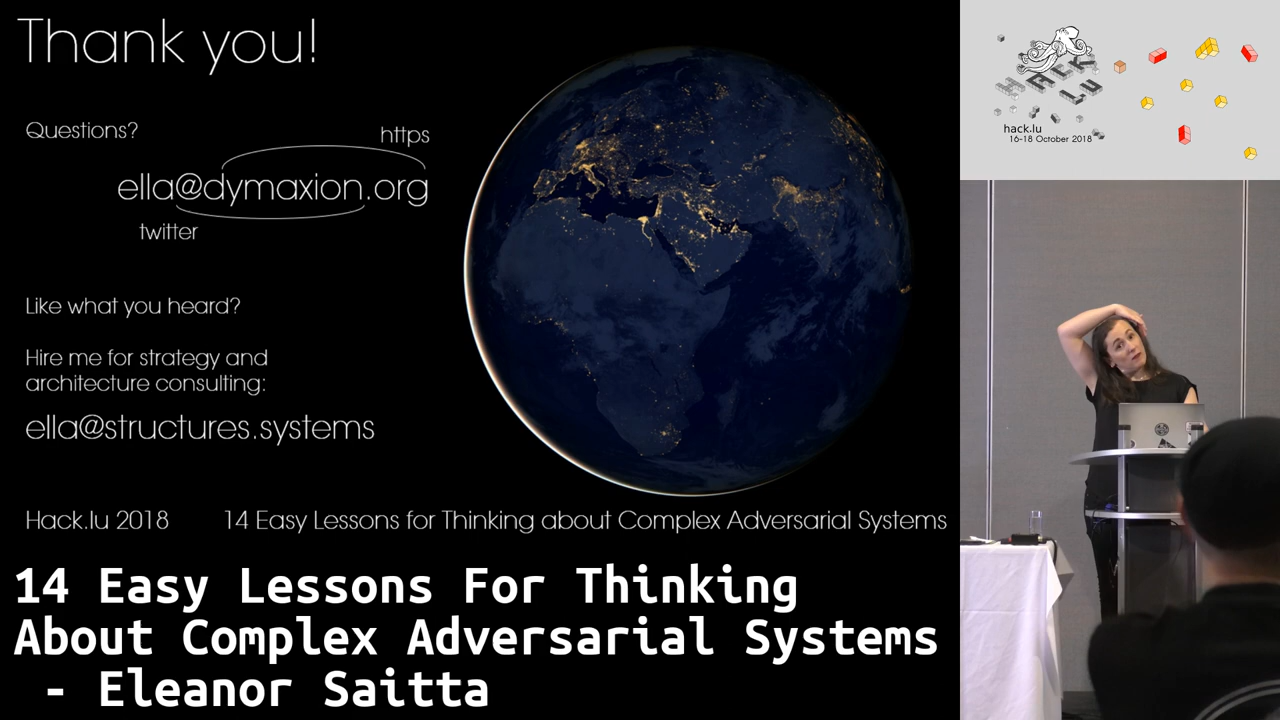 Thank you!
Questions?
https
ella@dymaxion.org
twitter
Like what you heard?
Hire me for strategy and
architecture consulting:
ella@structures.systems
Hack.lu 2018
14 Easy Lessons for Thinking about Complex Adversarial Systems
14 Easy Lessons For Thinking
About Complex Adversarial Systems
- Eleanor Saitta
HACK
LU
hack.lu
16-18 October 2018